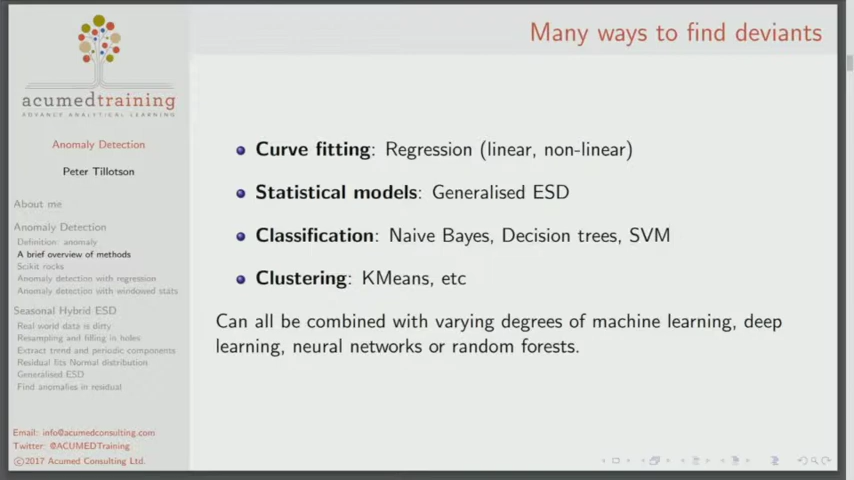 acumedtraining
ADVANCE ANALYTICAL LEARNING
Anomaly Detection
Peter Tillotson
About me
Anomaly Detection
Definition: anomaly
A brief overview of methods
Scikit rocks
Anomaly detection with regression
Anomaly detection with windowed stats
Seasonal Hybrid ESD
Real world data is dirty
Resampling and filling in holes
Extract trend and periodic components
Residual fits Normal distribution
Generalised ESD
Find anomalies in residual
Email: info@acumedconsulting.com
Twitter: @ACUMEDTraining
©2017 Acumed Consulting Ltd.
Many ways to find deviants
Curve fitting: Regression (linear, non-linear)
Statistical models: Generalised ESD
Classification: Naive Bayes, Decision trees, SVM
Clustering: KMeans, etc
Can all be combined with varying degrees of machine learning, deep
learning, neural networks or random forests.